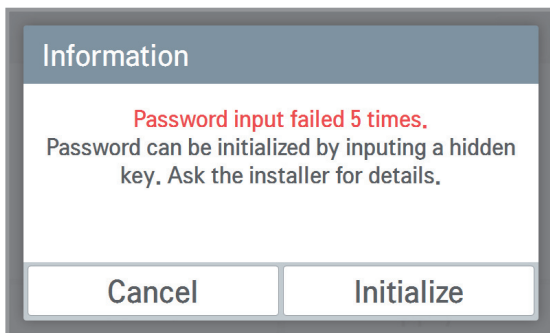 Information
Password input failed 5 times.
Password can be initialized by inputing a hidden
key. Ask the installer for details.
Cancel
Initialize